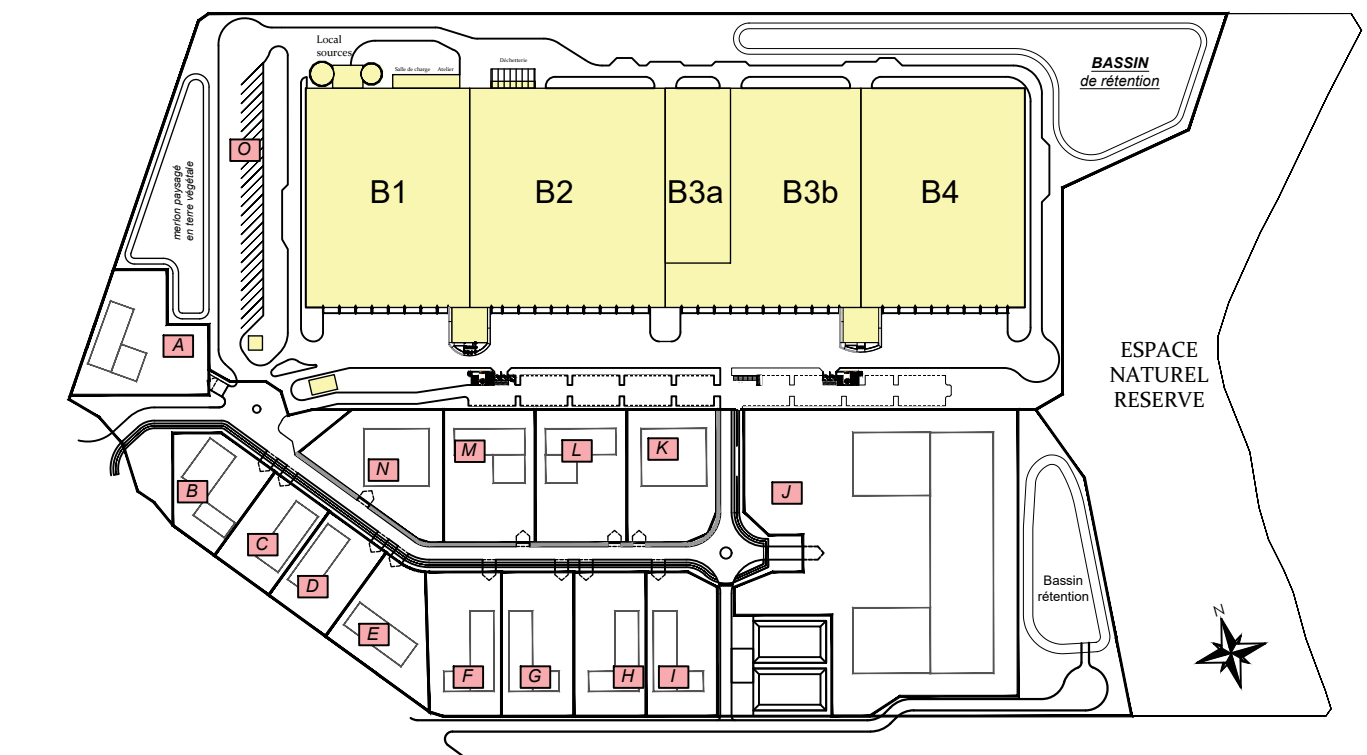 Local
sources
Salle de charge Atelier
Déchetterie
BASSIN
de rétention
O
merlon paysagé
en terre végétale
B1
B2
B3a
B3b
B4
A
ESPACE
NATUREL
RESERVE
N
M
L
K
J
B
C
D
E
F
G
H
I
Bassin
rétention
N